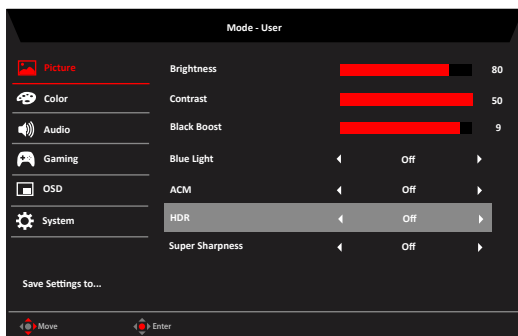 Mode - User
Picture
Brightness 80
Color
Contrast 50
Audio
Black Boost 9
Gaming
Blue Light Off
OSD
ACM Off
System
HDR Off
Super Sharpness Off
Save Settings to...
Move Enter